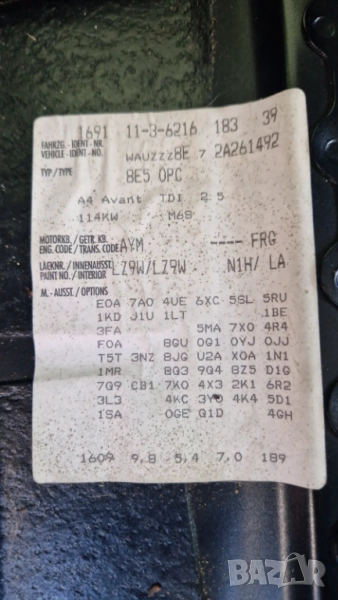 1691 11-3-6216 183 39
FAHRZG.-IDENT-NR.
VEHICLE-IDENT-NO. WAUZZZ8E 7 2A261492
TYP/TYPE 8E5 0PC
A4 Avant TDI 2.5
114KW M6S
MOTORKB./GETR.KB.
ENG. CODE/TRANS. CODE AYM ---- FRG
LACKNR./INNENAUSST.
PAINT NO./INTERIOR LZ9W/LZ9W N1H/ LA
M.-AUSST./OPTIONS
E0A 7A0 4UE 6XC 5SL 5RU
1KD J1U 1LT 1BE
3FA 5MA 7X0 4R4
F0A 8GU 0G1 0YJ 0JJ
T5T 3NZ 8JG U2A X0A 1N1
1MR 8G3 9Q4 8Z5 D1G
7G9 CB1 7K0 4X3 2K1 6R2
3L3 4KC 3Y0 4K4 5D1
1SA 0GE Q1D 4GH
1609 9,8 5,4 7,0 189
BAZAR